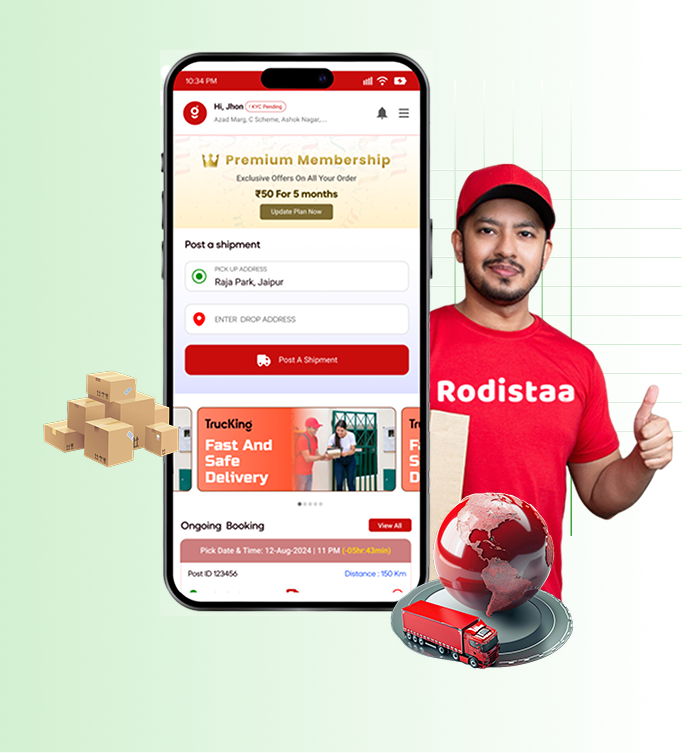 10:34 PM
Hi, Jhon
! KYC Pending
Azad Marg, C Scheme, Ashok Nagar,...
Premium Membership
Exclusive Offers On All Your Order
₹50 For 5 months
Update Plan Now
Post a shipment
PICK UP ADDRESS
Raja Park, Jaipur
ENTER DROP ADDRESS
Post A Shipment
Rodistaa
TrucKing
Fast And
Safe
Delivery
Ongoing Booking
View All
Pick Date & Time: 12-Aug-2024 | 11 PM (-05hr:43min)
Post ID 123456
Distance : 150 Km